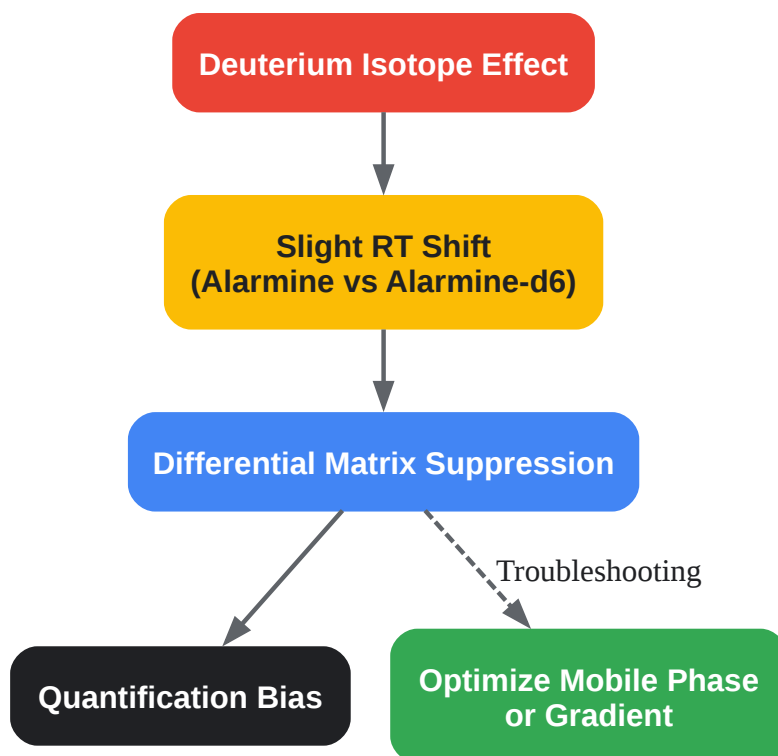 Deuterium Isotope Effect
Slight RT Shift
(Alarmine vs Alarmine-d6)
Differential Matrix Suppression
Troubleshooting
Quantification Bias
Optimize Mobile Phase
or Gradient